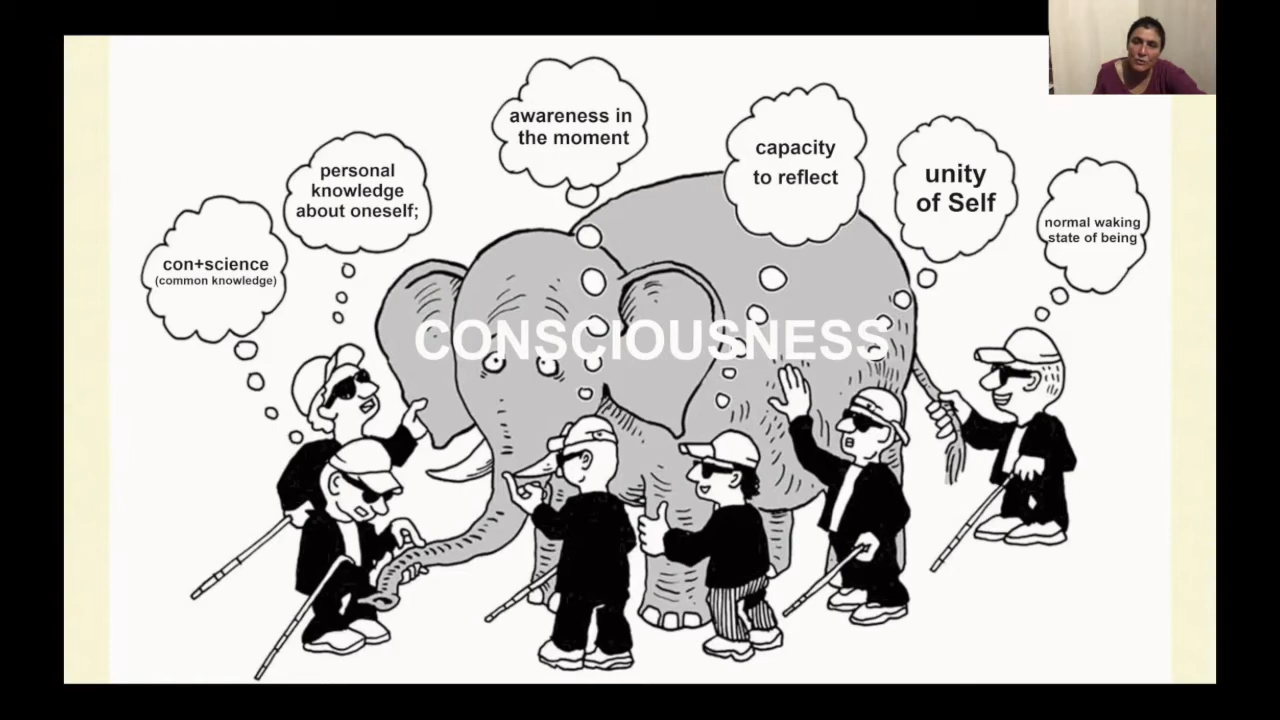 con+science
(common knowledge)
personal
knowledge
about oneself;
awareness in
the moment
capacity
to reflect
unity
of Self
normal waking
state of being
CONSCIOUSNESS